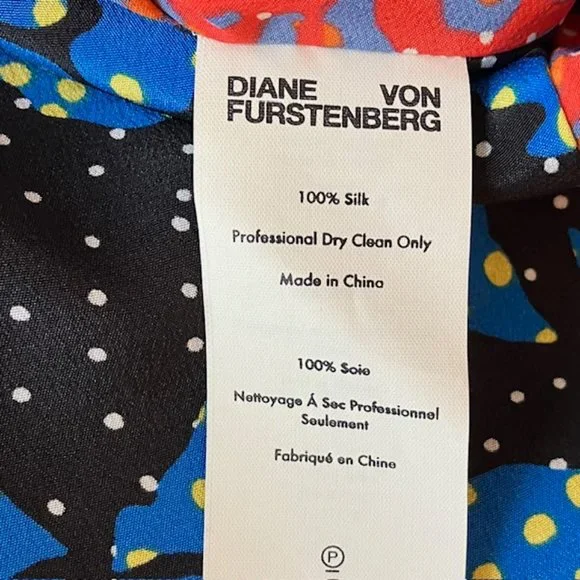 DIANE VON
FURSTENBERG
100% Silk
Professional Dry Clean Only
Made in China
100% Soie
Nettoyage Á Sec Professionnel
Seulement
Fabriqué en Chine
P